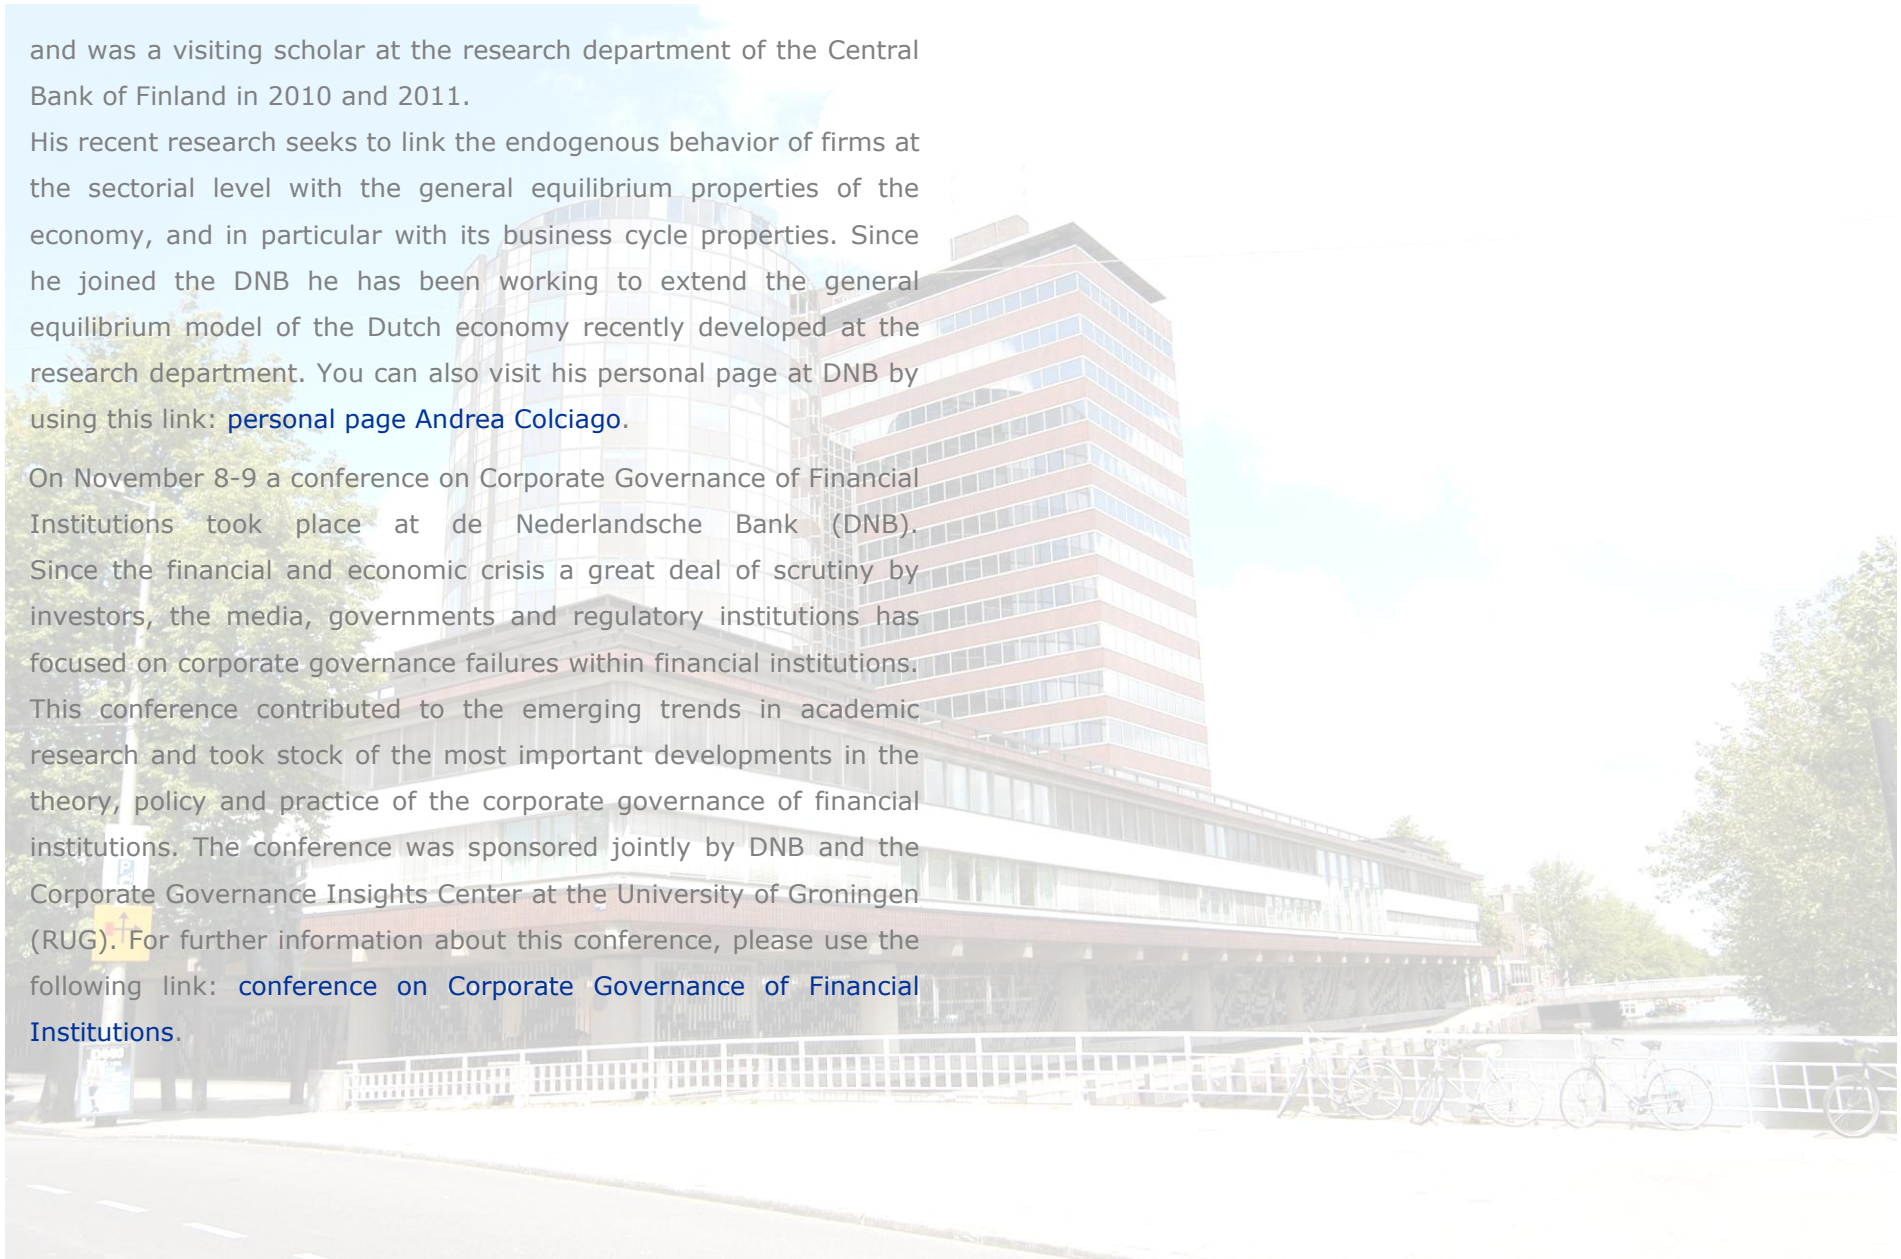 and was a visiting scholar at the research department of the Central
Bank of Finland in 2010 and 2011.
His recent research seeks to link the endogenous behavior of firms at
the sectorial level with the general equilibrium properties of the
economy, and in particular with its business cycle properties. Since
he joined the DNB he has been working to extend the general
equilibrium model of the Dutch economy recently developed at the
research department. You can also visit his personal page at DNB by
using this link: personal page Andrea Colciago.
On November 8-9 a conference on Corporate Governance of Financial
Institutions took place at de Nederlandsche Bank (DNB).
Since the financial and economic crisis a great deal of scrutiny by
investors, the media, governments and regulatory institutions has
focused on corporate governance failures within financial institutions.
This conference contributed to the emerging trends in academic
research and took stock of the most important developments in the
theory, policy and practice of the corporate governance of financial
institutions. The conference was sponsored jointly by DNB and the
Corporate Governance Insights Center at the University of Groningen
(RUG). For further information about this conference, please use the
following link: conference on Corporate Governance of Financial
Institutions.